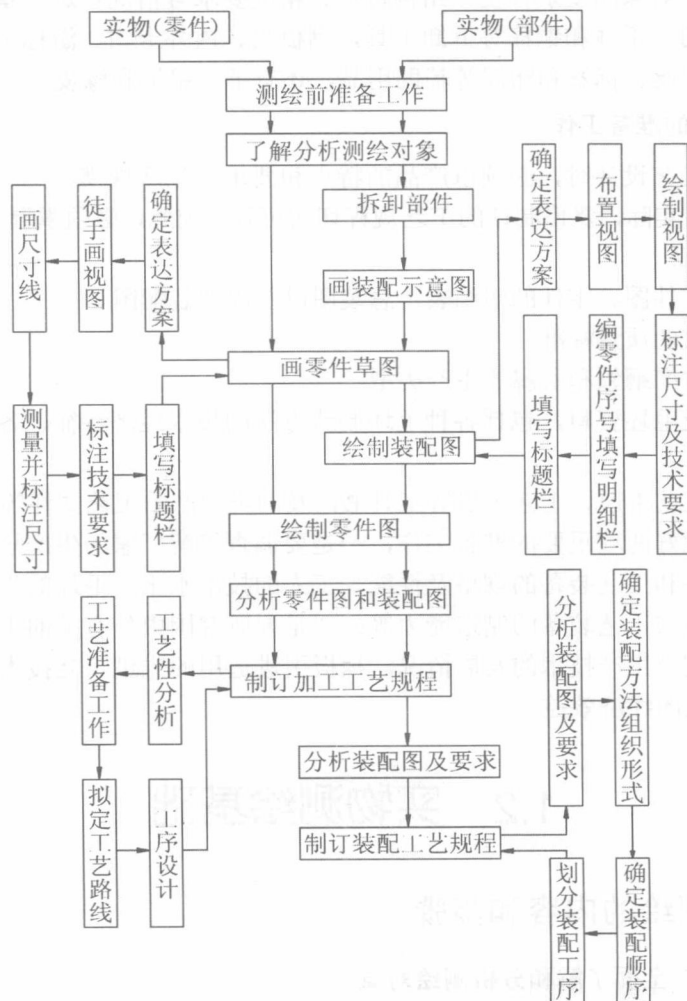 实物(零件)
实物(部件)
测绘前准备工作
了解分析测绘对象
拆卸部件
画装配示意图
画零件草图
确定表达方案
徒手画视图
画尺寸线
测量并标注尺寸
标注技术要求
填写标题栏
绘制装配图
确定表达方案
布置视图
绘制视图
标注尺寸及技术要求
编零件序号填写明细栏
填写标题栏
绘制零件图
分析零件图和装配图
制订加工工艺规程
工艺性分析
工艺准备工作
拟定工艺路线
工序设计
分析装配图及要求
制订装配工艺规程
分析装配图及要求
确定装配方法组织形式
确定装配顺序
划分装配工序